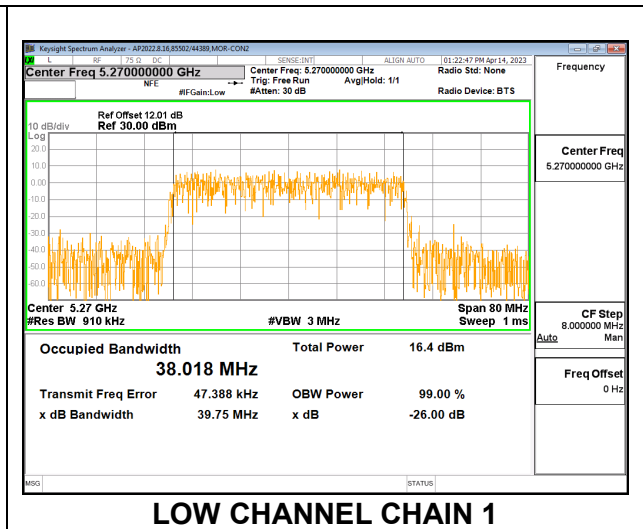 Keysight Spectrum Analyzer - AP2022.8.16,85502/44389,MOR-CON2
L RF 75 Ω DC SENSE:INT ALIGN AUTO 01:22:47 PM Apr 14, 2023
Center Freq 5.270000000 GHz Center Freq: 5.270000000 GHz Radio Std: None Frequency
NFE Trig: Free Run Avg|Hold: 1/1
#IFGain:Low #Atten: 30 dB Radio Device: BTS
Ref Offset 12.01 dB
10 dB/div Ref 30.00 dBm
Log
20.0
10.0
0.00
-10.0
-20.0
-30.0
-40.0
-50.0
-60.0
Center Freq
5.270000000 GHz
Center 5.27 GHz Span 80 MHz
#Res BW 910 kHz #VBW 3 MHz Sweep 1 ms
CF Step
8.000000 MHz
Auto Man
Occupied Bandwidth Total Power 16.4 dBm
38.018 MHz
Freq Offset
0 Hz
Transmit Freq Error 47.388 kHz OBW Power 99.00 %
x dB Bandwidth 39.75 MHz x dB -26.00 dB
MSG STATUS
LOW CHANNEL CHAIN 1